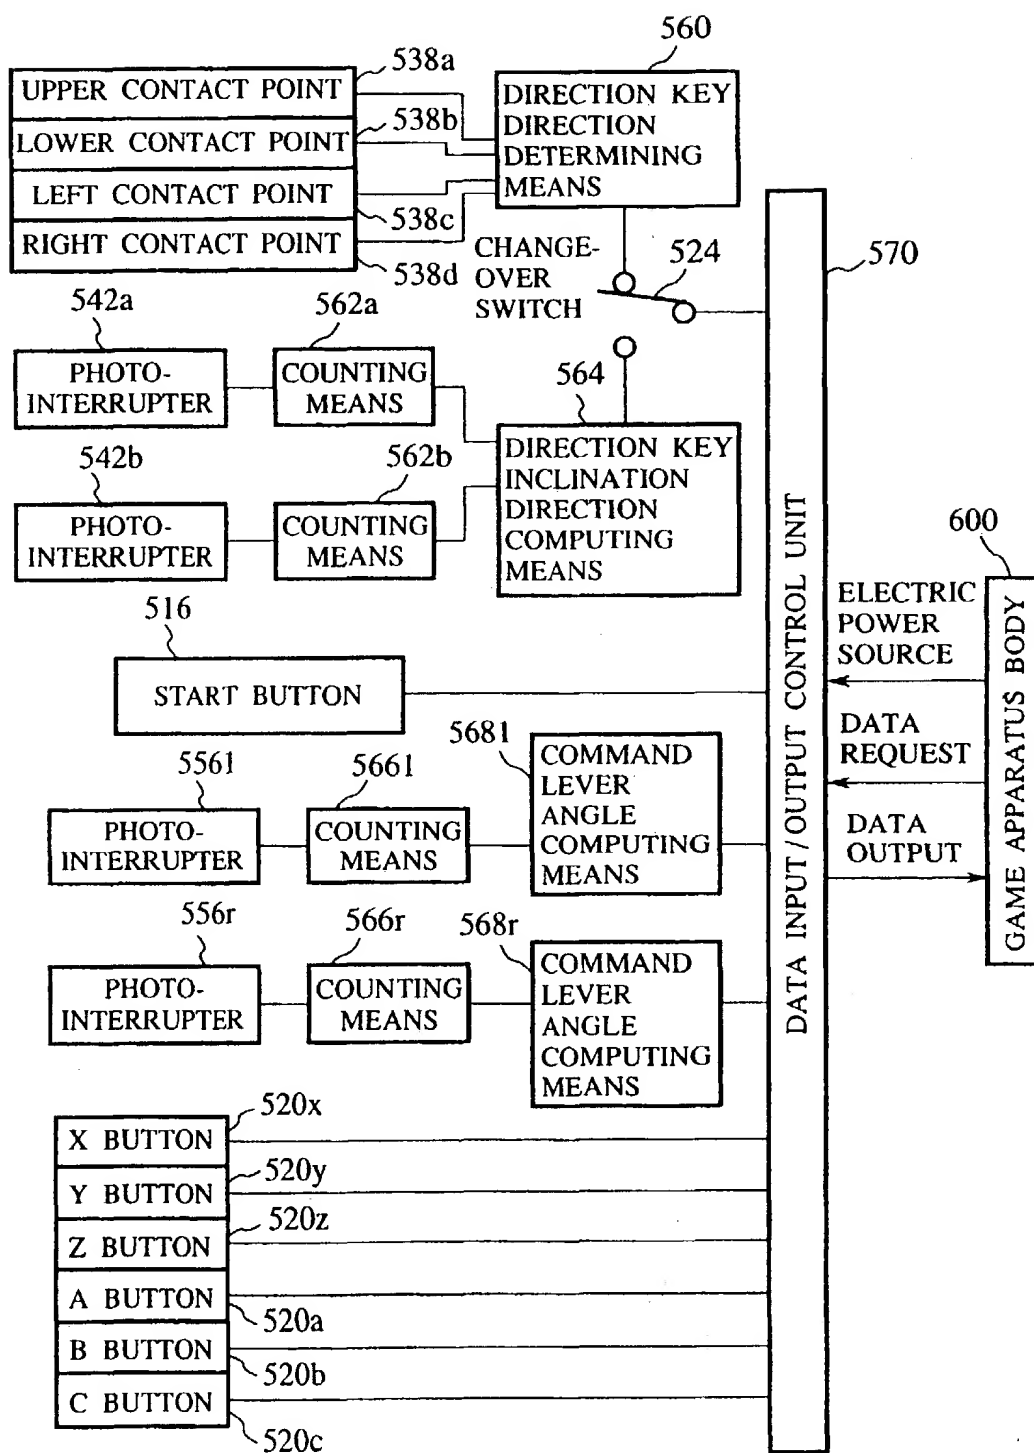 560
538a
UPPER CONTACT POINT
538b
LOWER CONTACT POINT
LEFT CONTACT POINT
538c
RIGHT CONTACT POINT
538d
DIRECTION KEY
DIRECTION
DETERMINING
MEANS
CHANGE-
OVER
SWITCH
524
570
542a
PHOTO-
INTERRUPTER
562a
COUNTING
MEANS
564
542b
PHOTO-
INTERRUPTER
562b
COUNTING
MEANS
DIRECTION KEY
INCLINATION
DIRECTION
COMPUTING
MEANS
516
START BUTTON
5561
PHOTO-
INTERRUPTER
5661
COUNTING
MEANS
5681
COMMAND
LEVER
ANGLE
COMPUTING
MEANS
556r
PHOTO-
INTERRUPTER
566r
COUNTING
MEANS
568r
COMMAND
LEVER
ANGLE
COMPUTING
MEANS
520x
X BUTTON
520y
Y BUTTON
520z
Z BUTTON
A BUTTON
520a
B BUTTON
520b
C BUTTON
520c
DATA INPUT/OUTPUT CONTROL UNIT
ELECTRIC
POWER
SOURCE
DATA
REQUEST
DATA
OUTPUT
600
GAME APPARATUS BODY